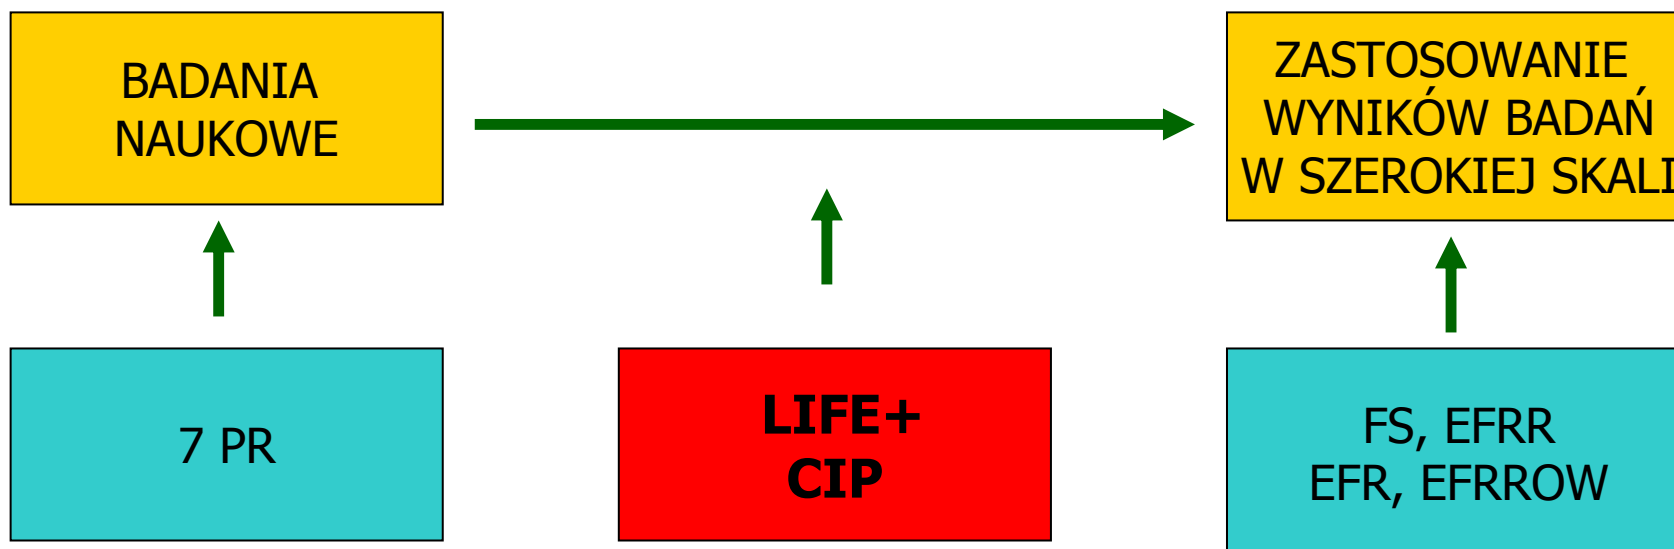 BADANIA
NAUKOWE
ZASTOSOWANIE
WYNIKÓW BADAŃ
W SZEROKIEJ SKALI
7 PR
LIFE+
CIP
FS, EFRR
EFR, EFRROW